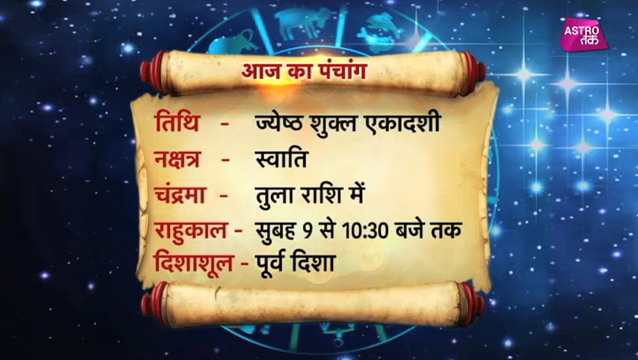 ASTRO
तक
आज का पंचांग
तिथि - ज्येष्ठ शुक्ल एकादशी
नक्षत्र - स्वाति
चंद्रमा - तुला राशि में
राहुकाल - सुबह 9 से 10:30 बजे तक
दिशाशूल - पूर्व दिशा